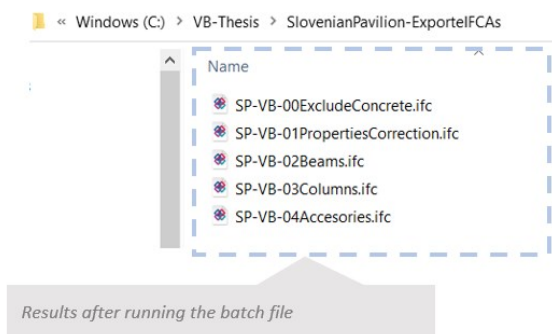 « Windows (C:) > VB-Thesis > SlovenianPavilion-ExporteIFCAs
Name
SP-VB-00ExcludeConcrete.ifc
SP-VB-01PropertiesCorrection.ifc
SP-VB-02Beams.ifc
SP-VB-03Columns.ifc
SP-VB-04Accesories.ifc
Results after running the batch file